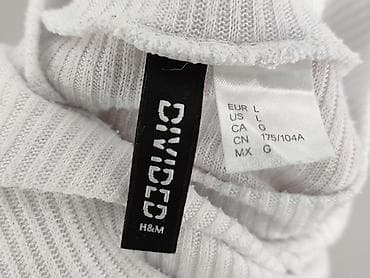 DIVIDED
H&M
EUR L
US L
CA G
CN 175/104A
MX G